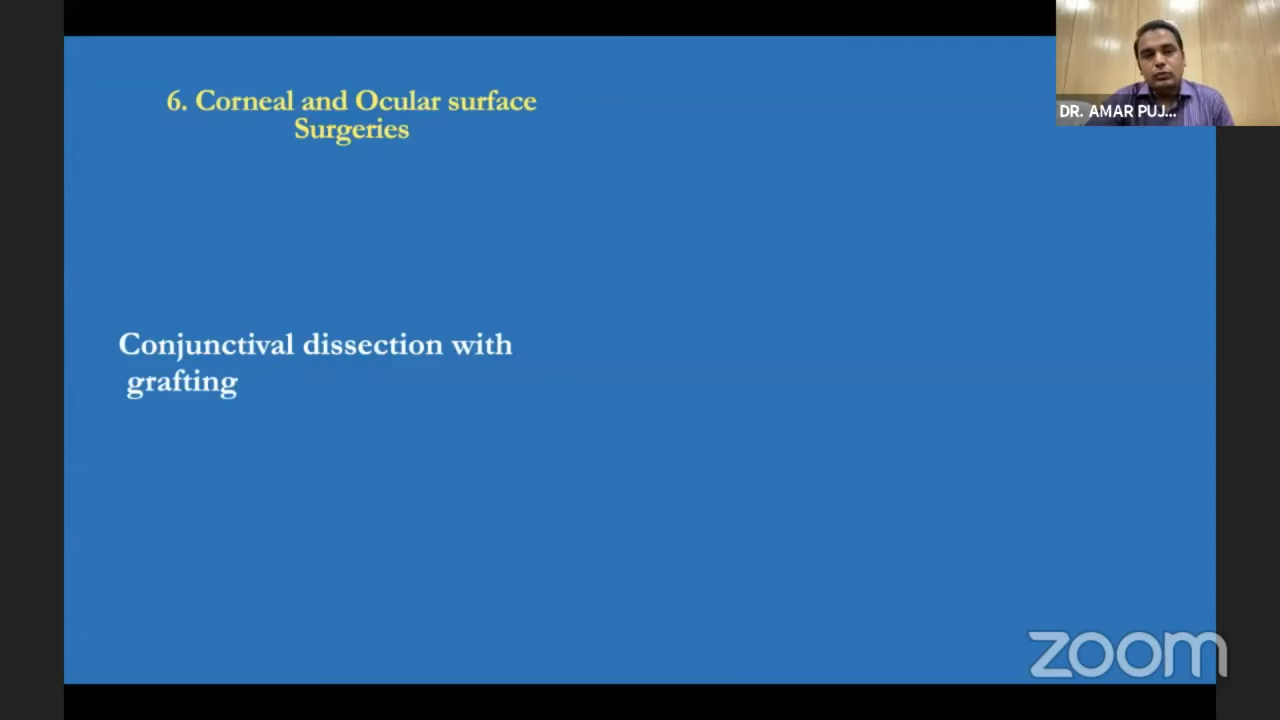 6. Corneal and Ocular surface
Surgeries
DR. AMAR PUJ...
Conjunctival dissection with
grafting
zoom